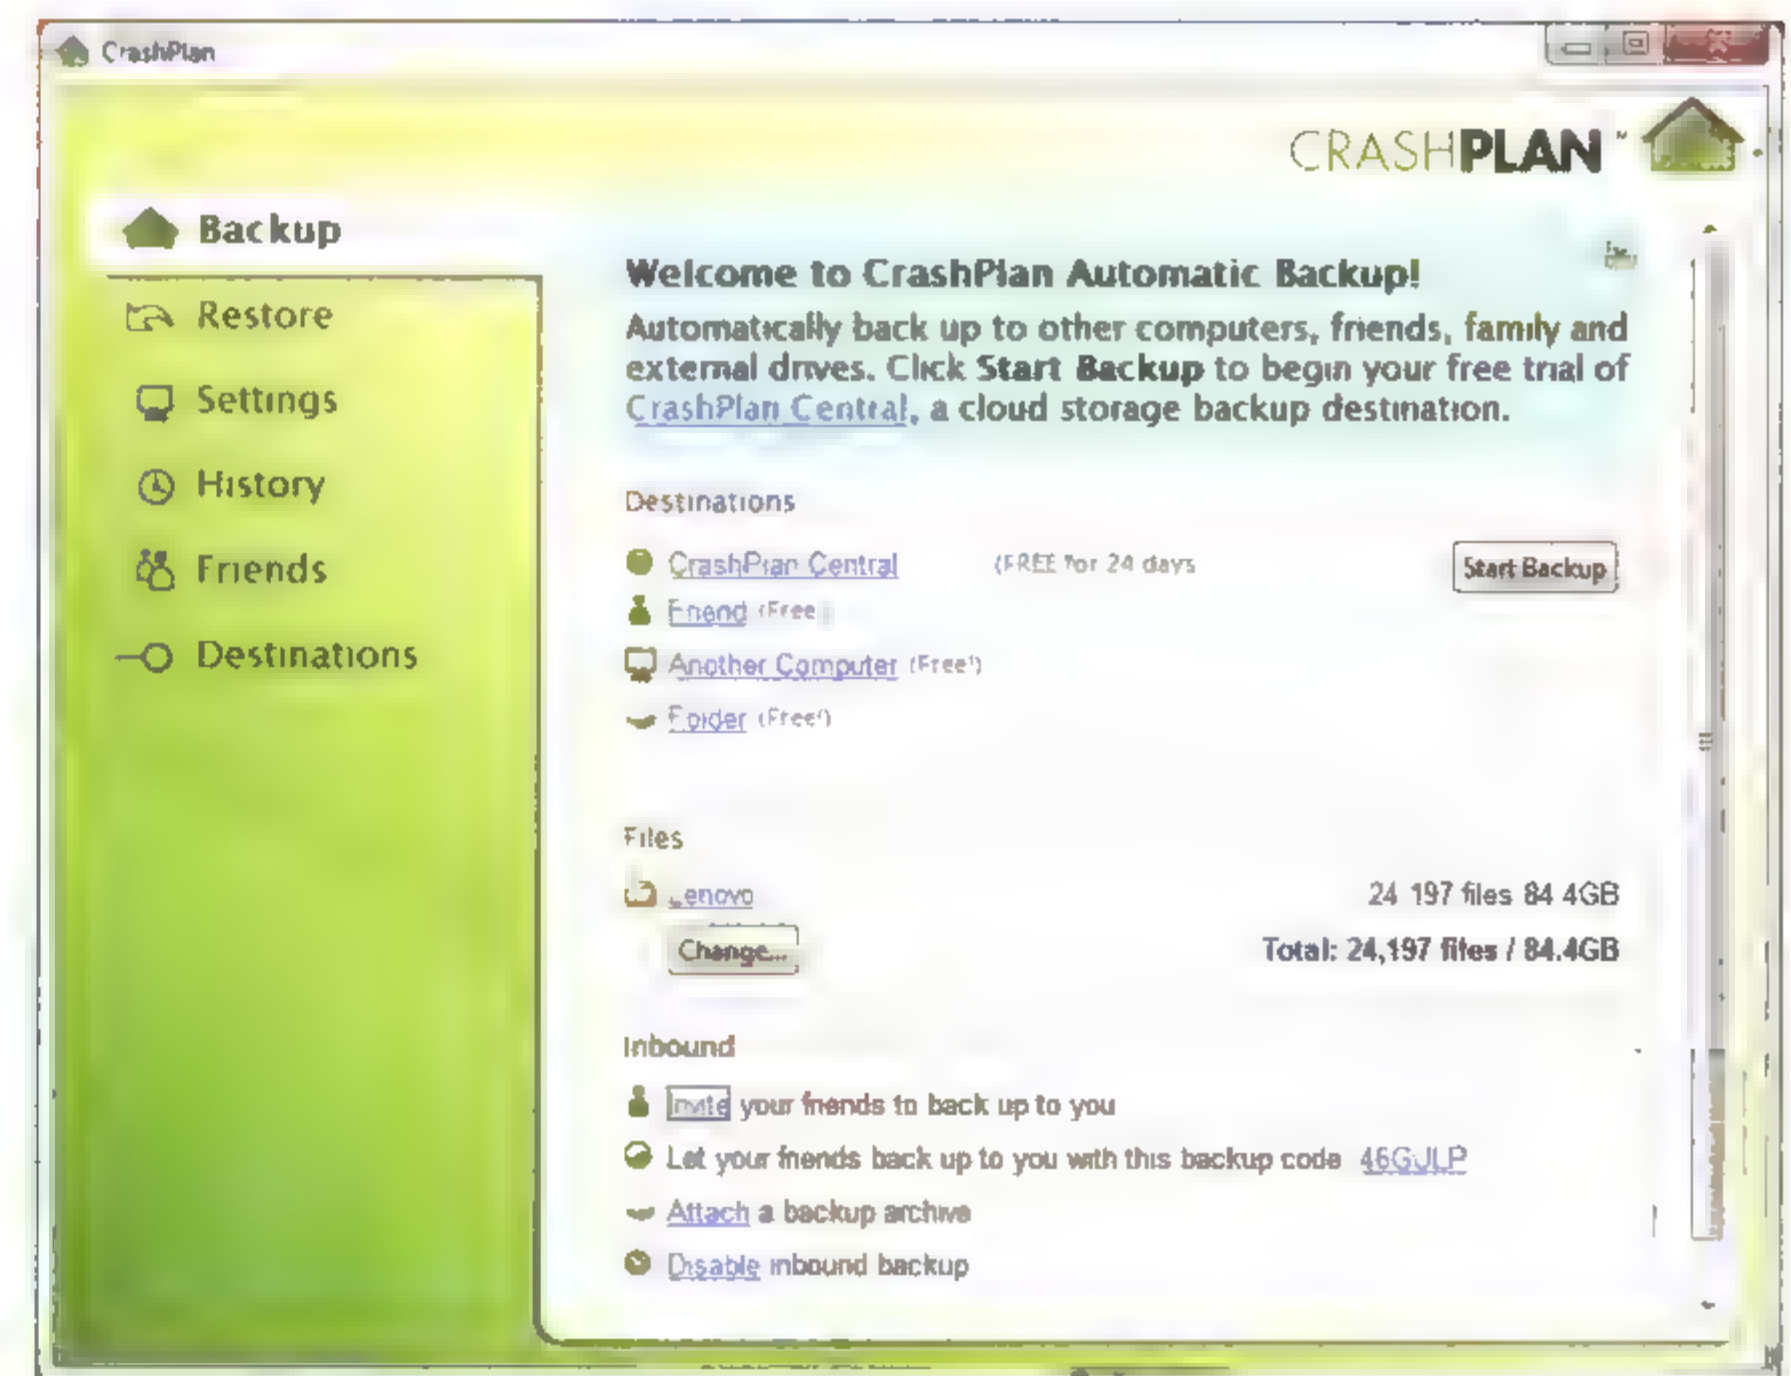 CrashPlan
CRASHPLAN
Backup
Restore
Settings
History
Friends
Destinations
Welcome to CrashPlan Automatic Backup!
Automatically back up to other computers, friends, family and
external drives. Click Start Backup to begin your free trial of
CrashPlan Central, a cloud storage backup destination.
Destinations
CrashPlan Central (FREE for 24 days
Start Backup
Friend (Free
Another Computer (Free¹)
Folder (Free¹)
Files
Lenovo 24 197 files 84 4GB
Change... Total: 24,197 files / 84.4GB
Inbound
Invite your friends to back up to you
Let your friends back up to you with this backup code
Attach a backup archive
Disable inbound backup